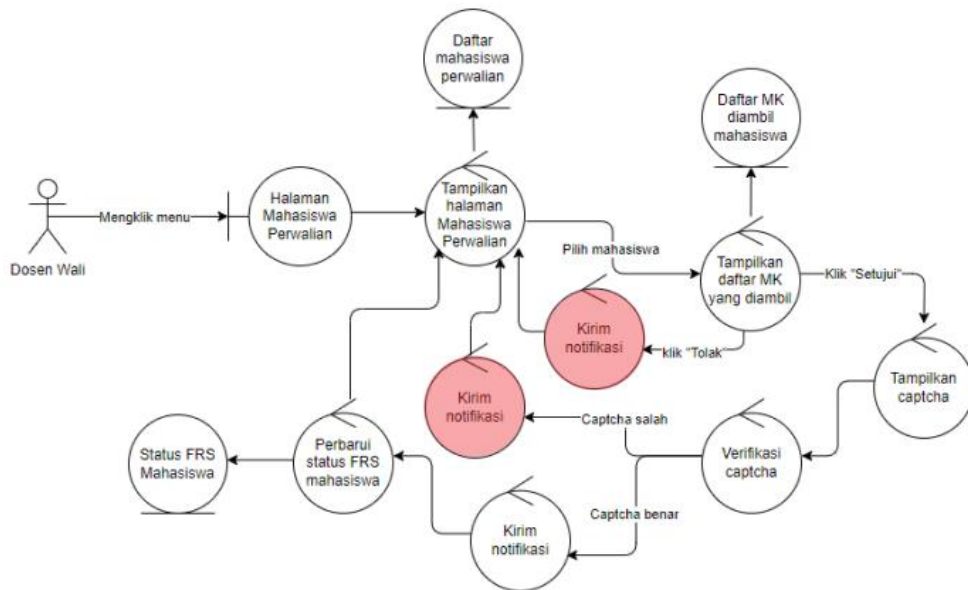 Daftar
mahasiswa
perwalian
Daftar MK
diambil
mahasiswa
Dosen Wali
Mengklik menu
Halaman
Mahasiswa
Perwalian
Tampilkan
halaman
Mahasiswa
Perwalian
Pilih mahasiswa
Tampilkan
daftar MK
yang diambil
Klik "Setujui"
Kirim
notifikasi
klik "Tolak
Tampilkan
captcha
Kirim
notifikasi
Captcha salah
Verifikasi
captcha
Status FRS
Mahasiswa
Perbarui
status FRS
mahasiswa
Captcha benar
Kirim
notifikasi